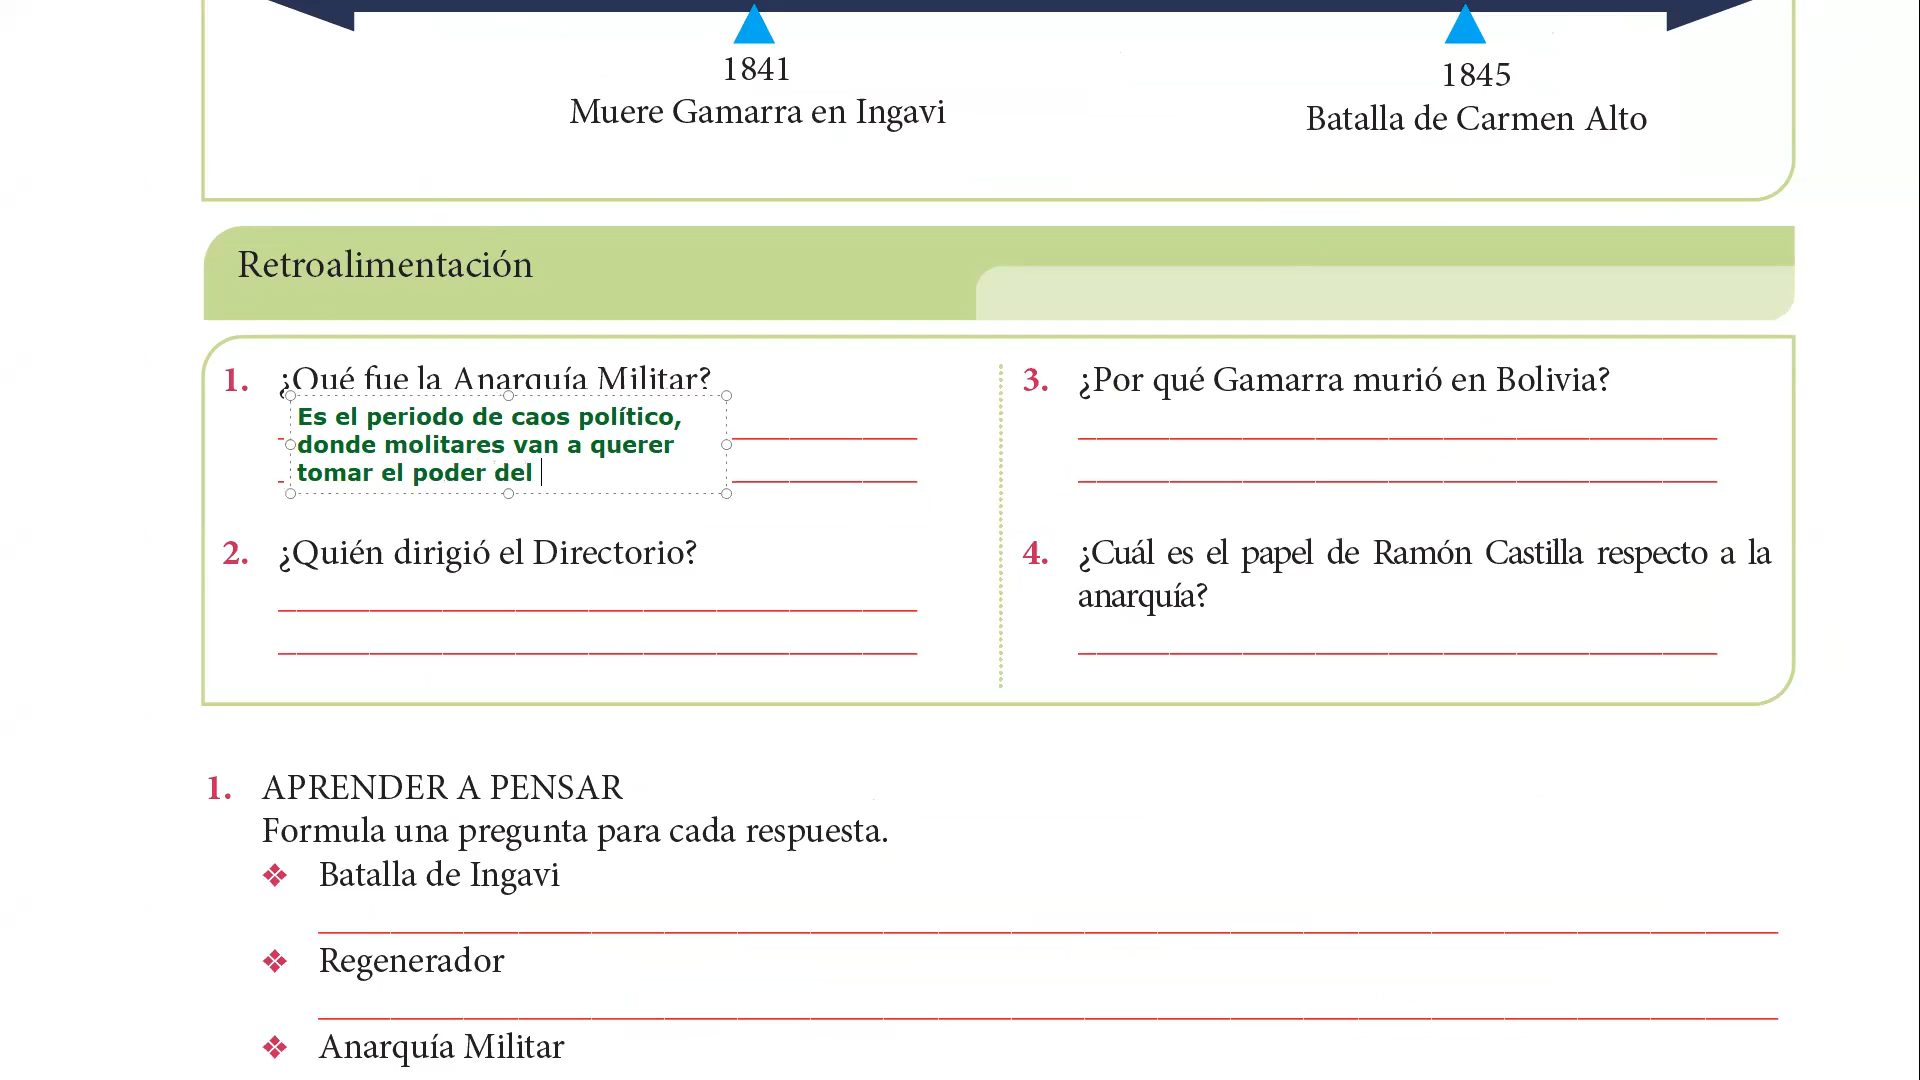 1841
Muere Gamarra en Ingavi
1845
Batalla de Carmen Alto
Retroalimentación
1. ¿Qué fue la Anarquía Militar?
Es el periodo de caos político,
donde molitares van a querer
tomar el poder del
2. ¿Quién dirigió el Directorio?
3. ¿Por qué Gamarra murió en Bolivia?
4. ¿Cuál es el papel de Ramón Castilla respecto a la
anarquía?
1. APRENDER A PENSAR
Formula una pregunta para cada respuesta.
❖ Batalla de Ingavi
❖ Regenerador
❖ Anarquía Militar